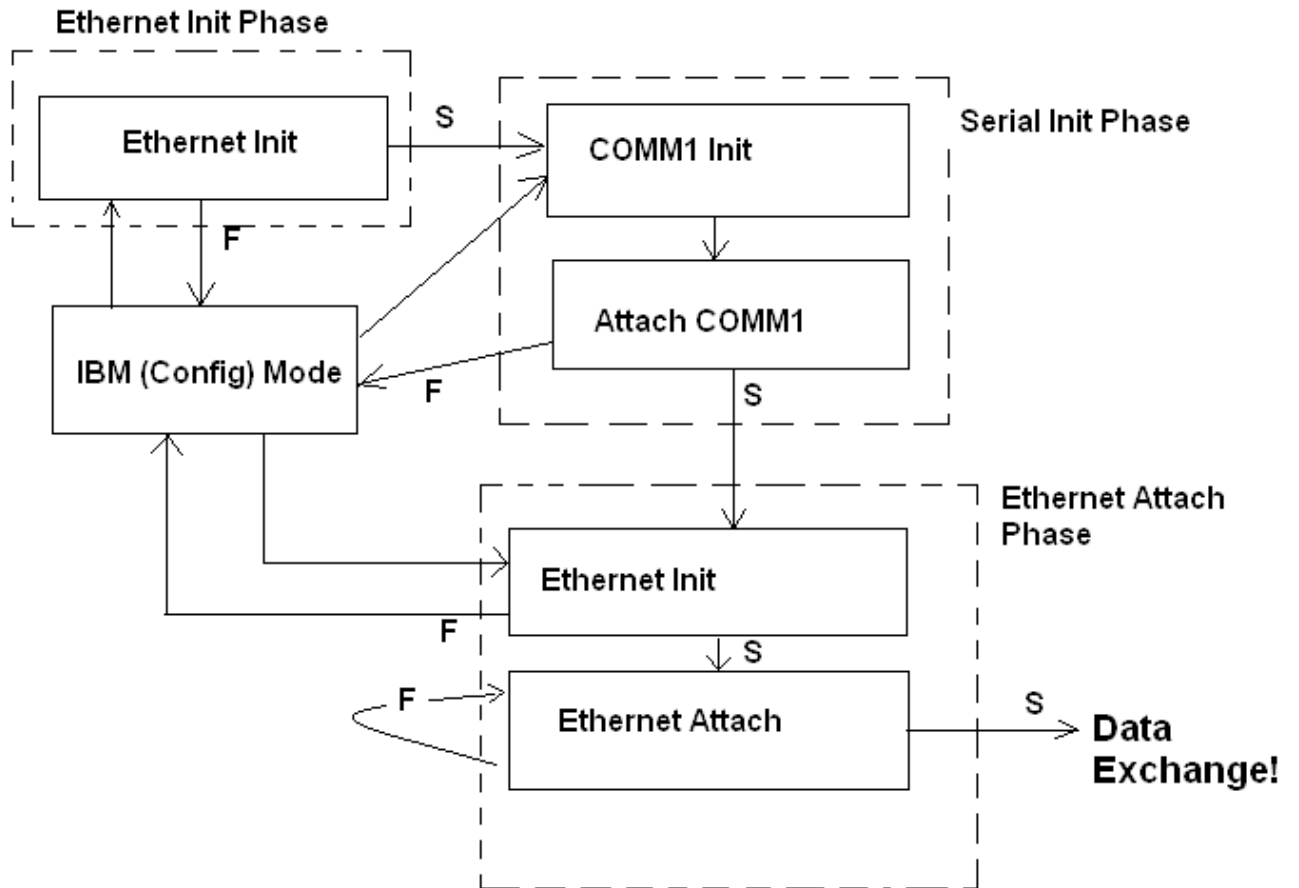 Ethernet Init Phase
Ethernet Init
S
F
COMM1 Init
Serial Init Phase
Attach COMM1
IBM (Config) Mode
F
S
Ethernet Attach
Phase
Ethernet Init
F
S
F
Ethernet Attach
S
Data
Exchange!